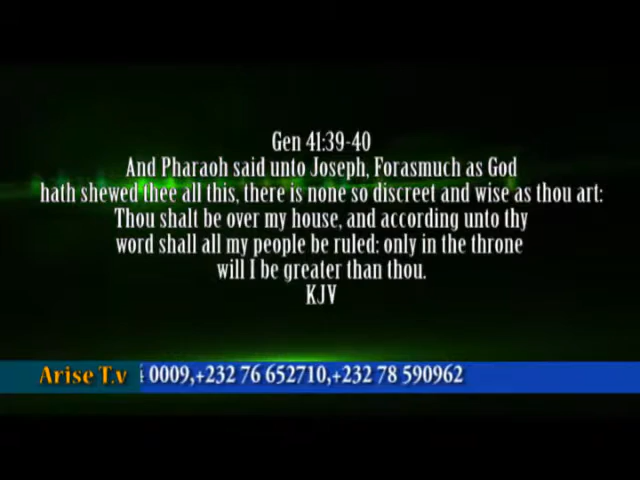 Gen 41:39-40
And Pharaoh said unto Joseph, Forasmuch as God
hath shewed thee all this, there is none so discreet and wise as thou art:
Thou shalt be over my house, and according unto thy
word shall all my people be ruled: only in the throne
will I be greater than thou.
KJV
Arise T.v 0009,+232 76 652710,+232 78 590962